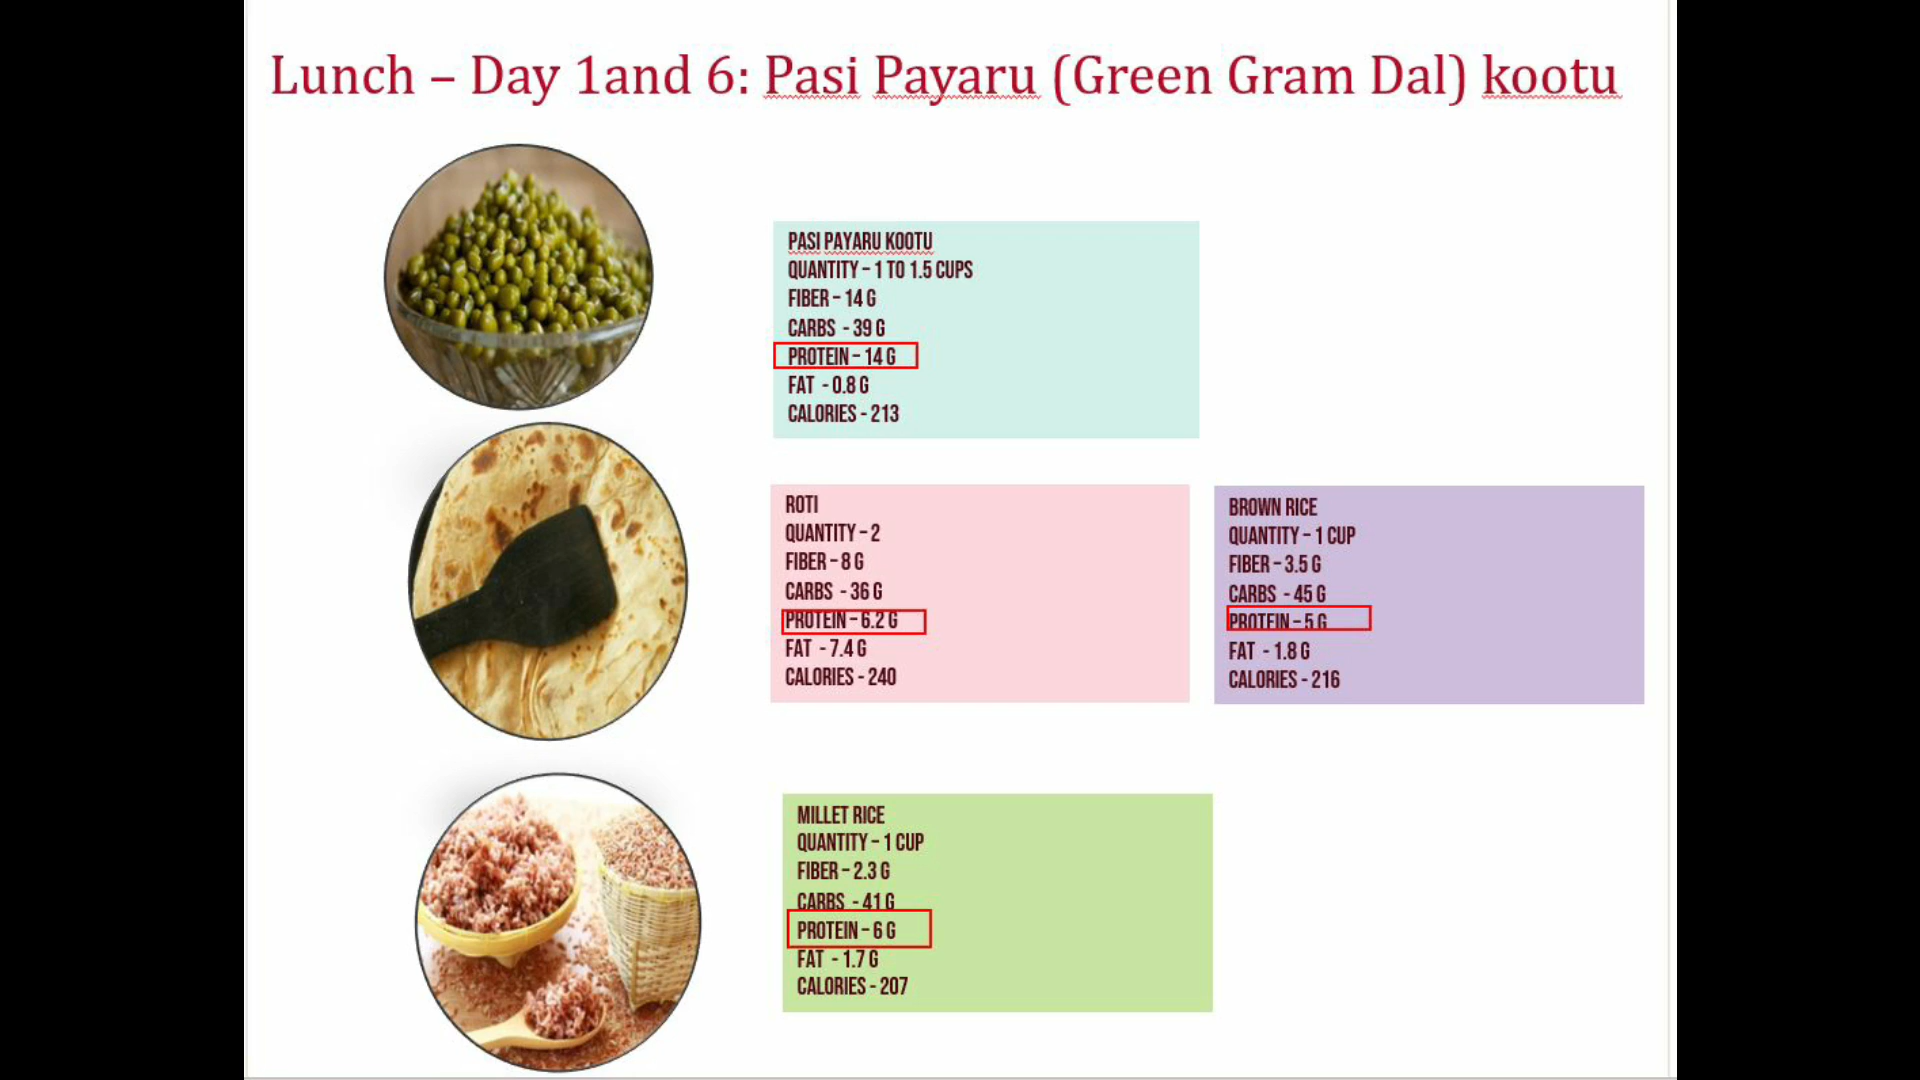 Lunch – Day 1and 6: Pasi Payaru (Green Gram Dal) kootu
PASI PAYARU KOOTU
QUANTITY – 1 TO 1.5 CUPS
FIBER – 14 G
CARBS - 39 G
PROTEIN – 14 G
FAT - 0.8 G
CALORIES - 213
ROTI
QUANTITY – 2
FIBER – 8 G
CARBS - 36 G
PROTEIN – 6.2 G
FAT - 7.4 G
CALORIES - 240
BROWN RICE
QUANTITY – 1 CUP
FIBER – 3.5 G
CARBS - 45 G
PROTEIN – 5 G
FAT - 1.8 G
CALORIES - 216
MILLET RICE
QUANTITY – 1 CUP
FIBER – 2.3 G
CARBS - 41 G
PROTEIN – 6 G
FAT - 1.7 G
CALORIES - 207